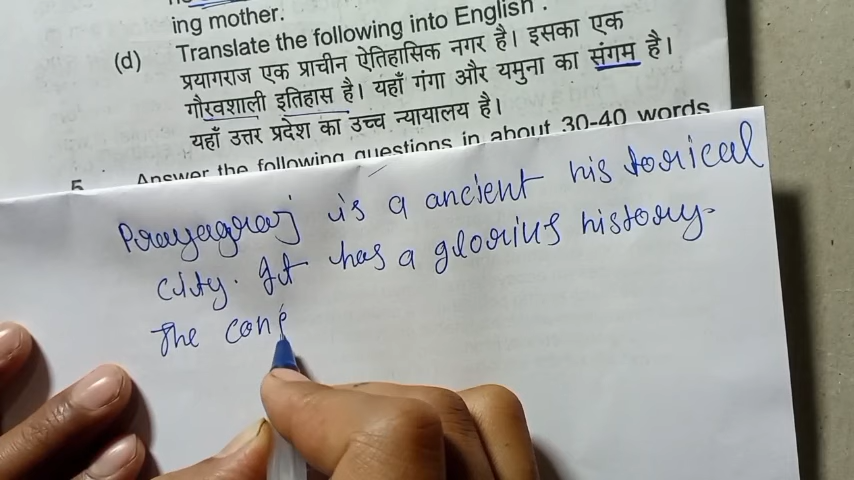 ing mother.
(d) Translate the following into English :
प्रयागराज एक प्राचीन ऐतिहासिक नगर है। इसका एक
गौरवशाली इतिहास है। यहाँ गंगा और यमुना का संगम है।
यहाँ उत्तर प्रदेश का उच्च न्यायालय है।
5 Answer the following questions in about 30-40 words
Prayagraj is a ancient historical
city. It has a glorius history.
The con